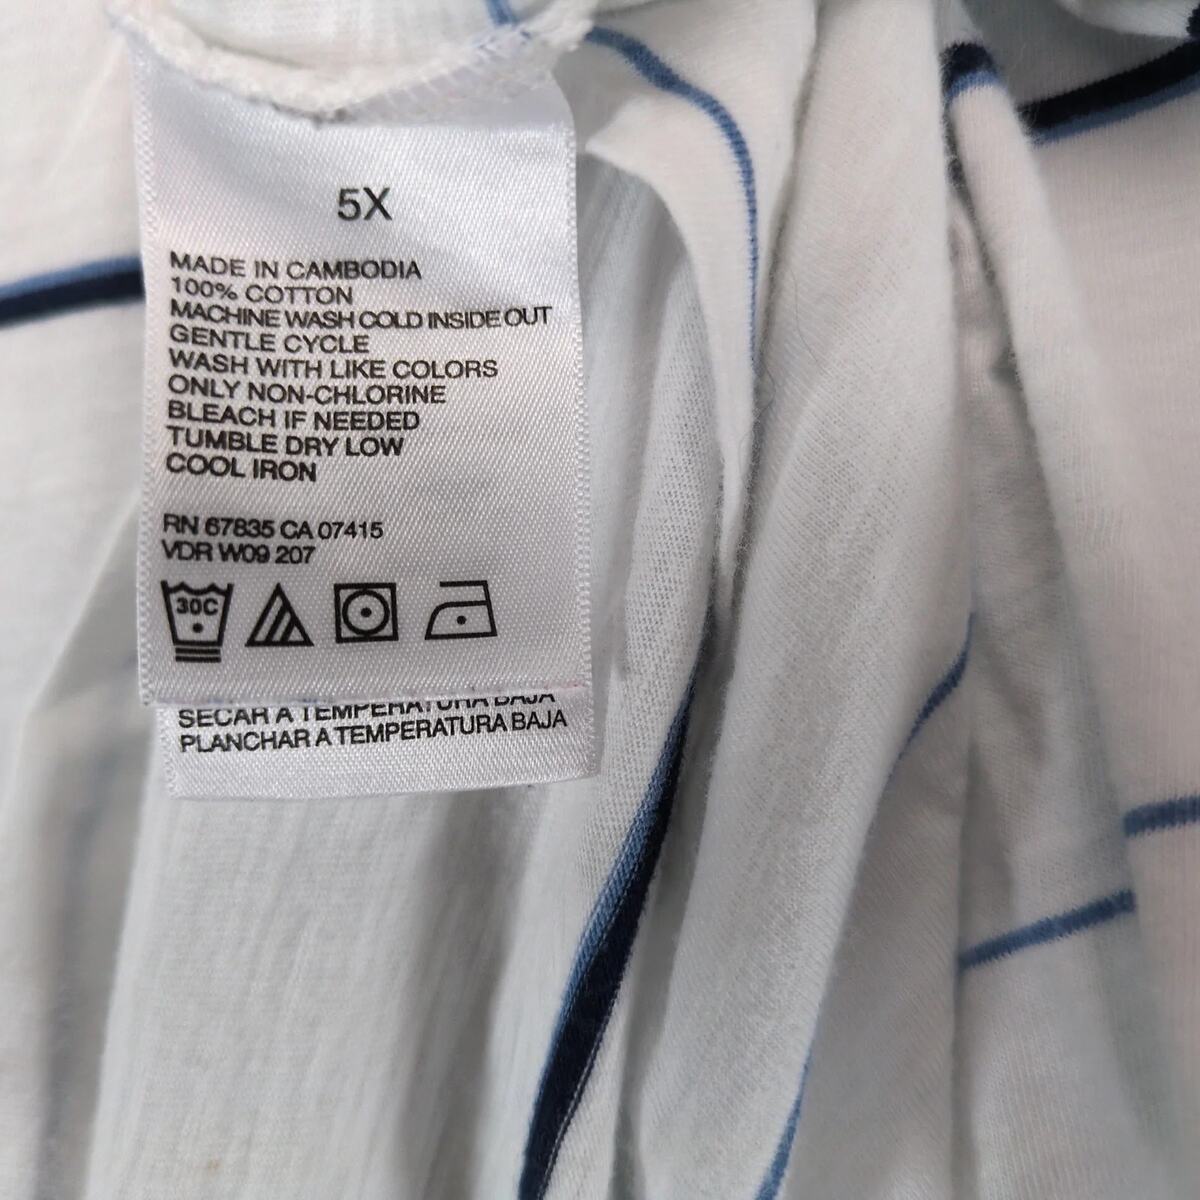 5X
MADE IN CAMBODIA
100% COTTON
MACHINE WASH COLD INSIDE OUT
GENTLE CYCLE
WASH WITH LIKE COLORS
ONLY NON-CHLORINE
BLEACH IF NEEDED
TUMBLE DRY LOW
COOL IRON
RN 67835 CA 07415
VDR W09 207
30C
SECAR A TEMPERATURA BAJA
PLANCHAR A TEMPERATURA BAJA